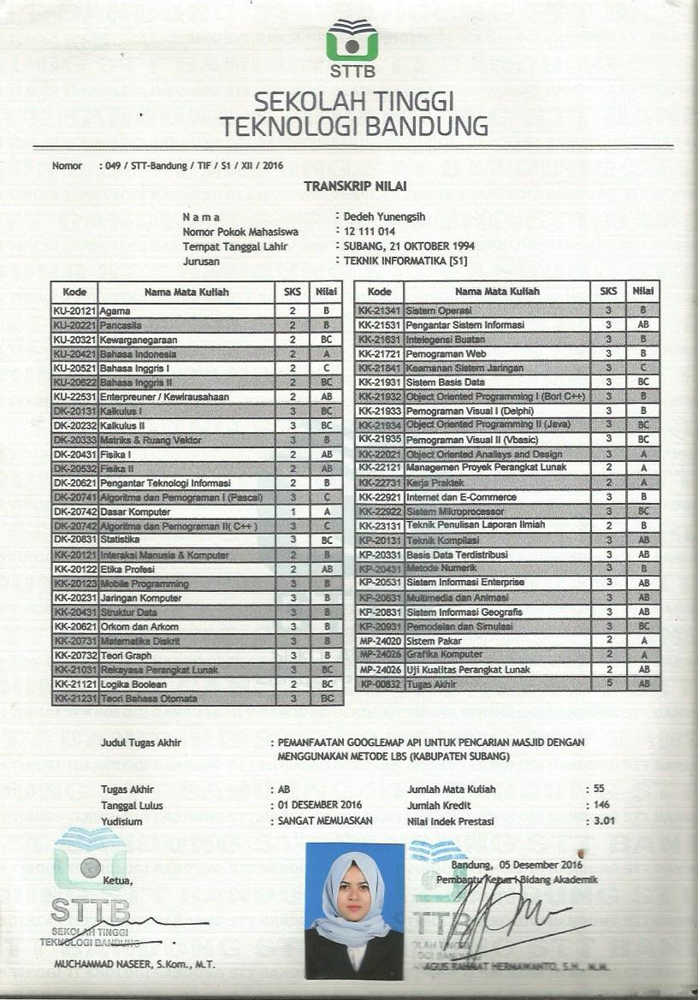 STTB
SEKOLAH TINGGI
TEKNOLOGI BANDUNG
Nomor : 049 / STT-Bandung / TIF / S1 / XII / 2016
TRANSKRIP NILAI
N a m a : Dedeh Yunengsih
Nomor Pokok Mahasiswa : 12 111 014
Tempat Tanggal Lahir : SUBANG, 21 OKTOBER 1994
Jurusan : TEKNIK INFORMATIKA [S1]
Kode Nama Mata Kuliah SKS Nilai
KU-20121 Agama 2 B
KU-20221 Pancasila 2 B
KU-20321 Kewarganegaraan 2 BC
KU-20421 Bahasa Indonesia 2 A
KU-20521 Bahasa Inggris I 2 C
KU-20622 Bahasa Inggris II 2 BC
KU-22531 Enterpreuner / Kewirausahaan 2 AB
DK-20131 Kalkulus I 3 BC
DK-20232 Kalkulus II 3 BC
DK-20333 Matriks & Ruang Vektor 3 B
DK-20431 Fisika I 2 AB
DK-20532 Fisika II 2 AB
DK-20621 Pengantar Teknologi Informasi 2 B
DK-20741 Algoritma dan Pemograman I (Pascal) 3 C
DK-20742 Dasar Komputer 1 A
DK-20742 Algoritma dan Pemograman II( C++ ) 3 C
DK-20831 Statistika 3 BC
KK-20121 Interaksi Manusia & Komputer 2 B
KK-20122 Etika Profesi 2 AB
KK-20123 Mobile Programming 3 B
KK-20231 Jaringan Komputer 3 B
KK-20431 Struktur Data 3 B
KK-20621 Orkom dan Arkom 3 B
KK-20731 Matematika Diskrit 3 B
KK-20732 Teori Graph 3 B
KK-21031 Rekayasa Perangkat Lunak 3 BC
KK-21121 Logika Boolean 2 BC
KK-21231 Teori Bahasa Otomata 3 BC
Kode Nama Mata Kuliah SKS Nilai
KK-21341 Sistem Operasi 3 B
KK-21531 Pengantar Sistem Informasi 3 AB
KK-21631 Intelegensi Buatan 3 B
KK-21721 Pemograman Web 3 B
KK-21841 Keamanan Sistem Jaringan 3 C
KK-21931 Sistem Basis Data 3 BC
KK-21932 Object Oriented Programming I (Borl C++) 3 B
KK-21933 Pemograman Visual I (Delphi) 3 B
KK-21934 Object Oriented Programming II (Java) 3 BC
KK-21935 Pemograman Visual II (Vbasic) 3 BC
KK-22021 Object Oriented Analisys and Design 3 A
KK-22121 Managemen Proyek Perangkat Lunak 2 A
KK-22731 Kerja Praktek 2 A
KK-22921 Internet dan E-Commerce 3 B
KK-22922 Sistem Mikroprocessor 3 BC
KK-23131 Teknik Penulisan Laporan Ilmiah 2 B
KP-20131 Teknik Kompilasi 3 AB
KP-20331 Basis Data Terdistribusi 3 AB
KP-20431 Metode Numerik 3 B
KP-20531 Sistem Informasi Enterprise 3 AB
KP-20631 Multimedia dan Animasi 3 AB
KP-20831 Sistem Informasi Geografis 3 AB
KP-20931 Pemodelan dan Simulasi 3 BC
MP-24020 Sistem Pakar 2 A
MP-24026 Grafika Komputer 2 A
MP-24026 Uji Kualitas Perangkat Lunak 2 AB
KP-00832 Tugas Akhir 5 AB
Judul Tugas Akhir : PEMANFAATAN GOOGLEMAP API UNTUK PENCARIAN MASJID DENGAN
MENGGUNAKAN METODE LBS (KABUPATEN SUBANG)
Tugas Akhir : AB Jumlah Mata Kuliah : 55
Tanggal Lulus : 01 DESEMBER 2016 Jumlah Kredit : 146
Yudisium : SANGAT MEMUASKAN Nilai Indek Prestasi : 3.01
Bandung, 05 Desember 2016
Ketua, Pembantu Ketua I Bidang Akademik
STTB
SEKOLAH TINGGI
TEKNOLOGI BANDUNG
STTB
MUCHAMMAD NASEER, S.Kom., M.T. AGUS RAHMAT HERMAWANTO, S.H., M.M.